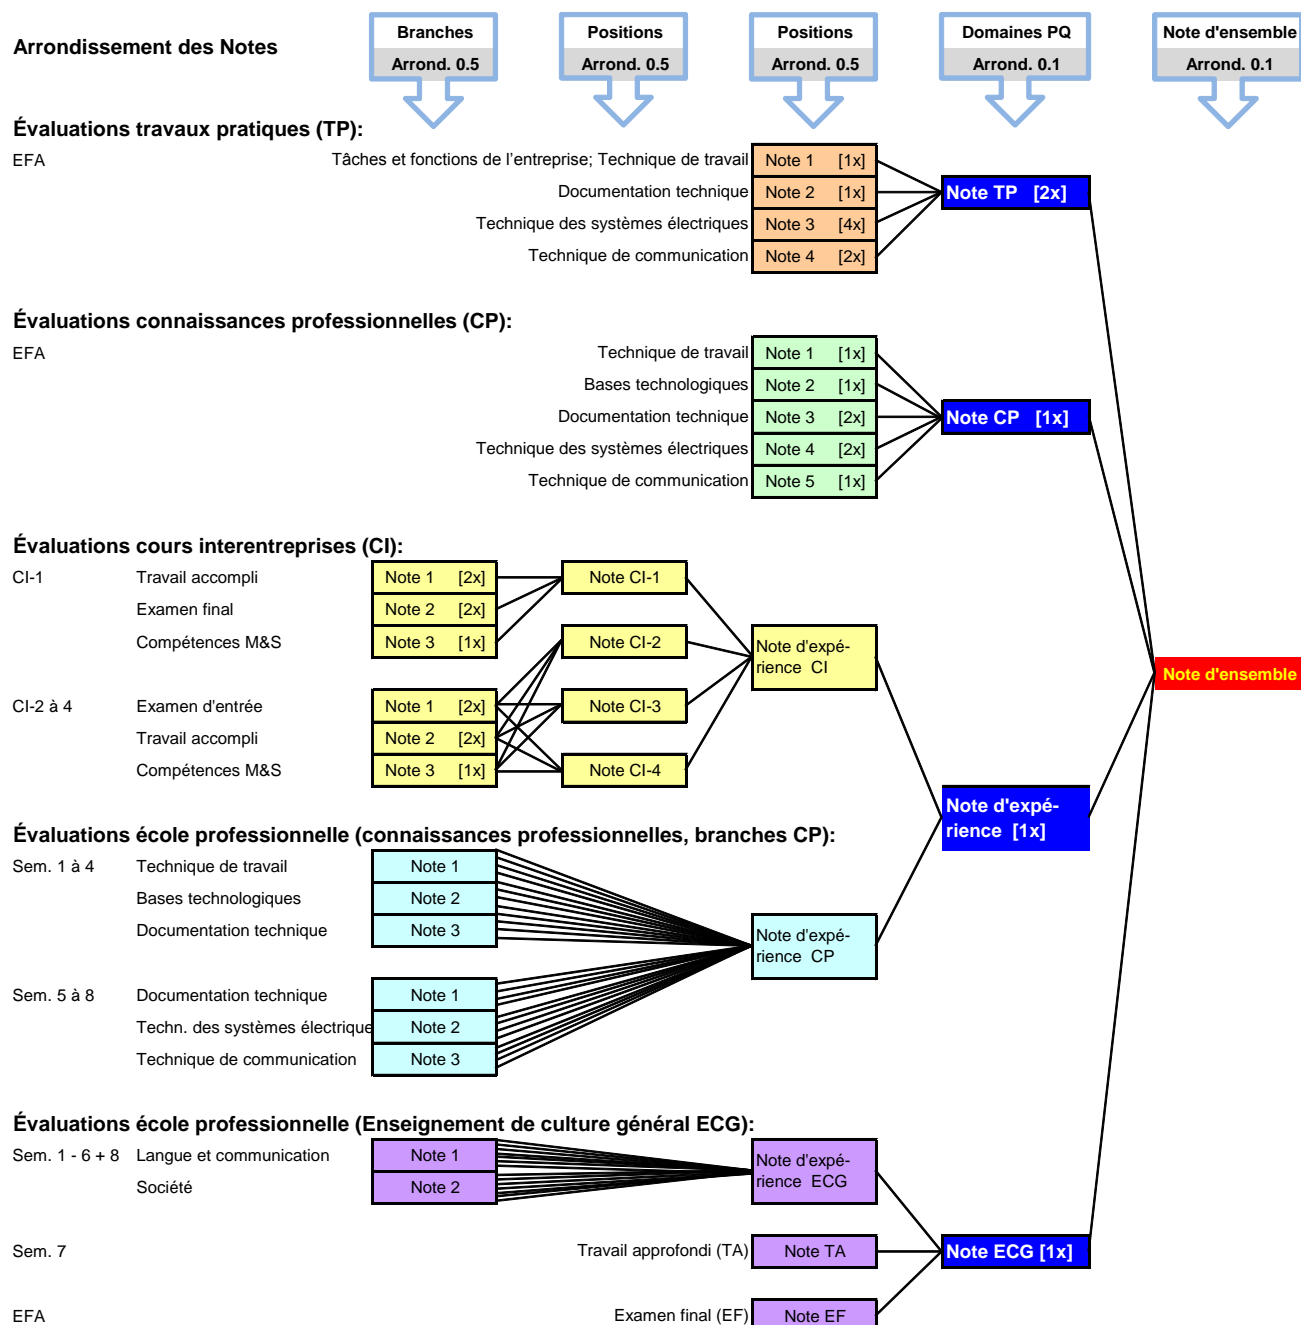 Arrondissement des Notes
Branches
Arrond. 0.5
Positions
Arrond. 0.5
Positions
Arrond. 0.5
Domaines PQ
Arrond. 0.1
Note d'ensemble
Arrond. 0.1
Évaluations travaux pratiques (TP):
EFA
Tâches et fonctions de l'entreprise; Technique de travail Note 1 [1x]
Documentation technique Note 2 [1x]
Note TP [2x]
Technique des systèmes électriques Note 3 [4x]
Technique de communication Note 4 [2x]
Évaluations connaissances professionnelles (CP):
EFA
Technique de travail Note 1 [1x]
Bases technologiques Note 2 [1x]
Documentation technique Note 3 [2x]
Note CP [1x]
Technique des systèmes électriques Note 4 [2x]
Technique de communication Note 5 [1x]
Évaluations cours interentreprises (CI):
CI-1 Travail accompli Note 1 [2x] Note CI-1
Examen final Note 2 [2x]
Compétences M&S Note 3 [1x] Note CI-2
Note d'expé-
rience CI
Note d'ensemble
CI-2 à 4 Examen d'entrée Note 1 [2x] Note CI-3
Travail accompli Note 2 [2x]
Compétences M&S Note 3 [1x] Note CI-4
Note d'expé-
rience [1x]
Évaluations école professionnelle (connaissances professionnelles, branches CP):
Sem. 1 à 4 Technique de travail Note 1
Bases technologiques Note 2
Documentation technique Note 3
Note d'expé-
rience CP
Sem. 5 à 8 Documentation technique Note 1
Techn. des systèmes électrique Note 2
Technique de communication Note 3
Évaluations école professionnelle (Enseignement de culture général ECG):
Sem. 1 - 6 + 8 Langue et communication Note 1
Société Note 2
Note d'expé-
rience ECG
Sem. 7 Travail approfondi (TA) Note TA
Note ECG [1x]
EFA Examen final (EF) Note EF